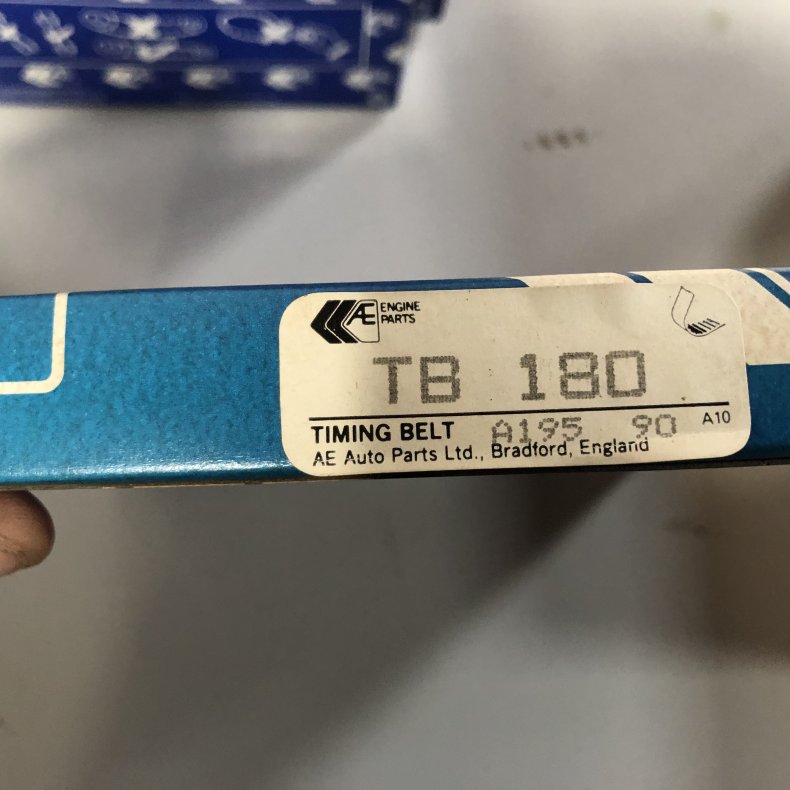 AE ENGINE
PARTS
TB 180
TIMING BELT A195 90 A10
AE Auto Parts Ltd., Bradford, England